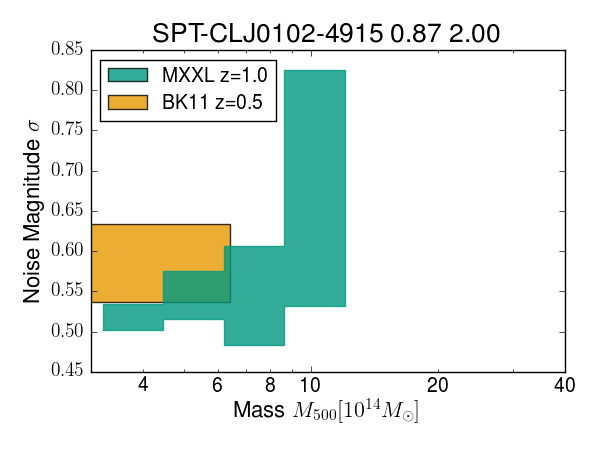 SPT-CLJ0102-4915 0.87 2.00
0.85
0.80
0.75
0.70
0.65
0.60
0.55
0.50
0.45
Noise Magnitude σ
MXXL z=1.0
BK11 z=0.5
4 6 8 10 20 40
Mass M₅₀₀[10¹⁴M⊙]